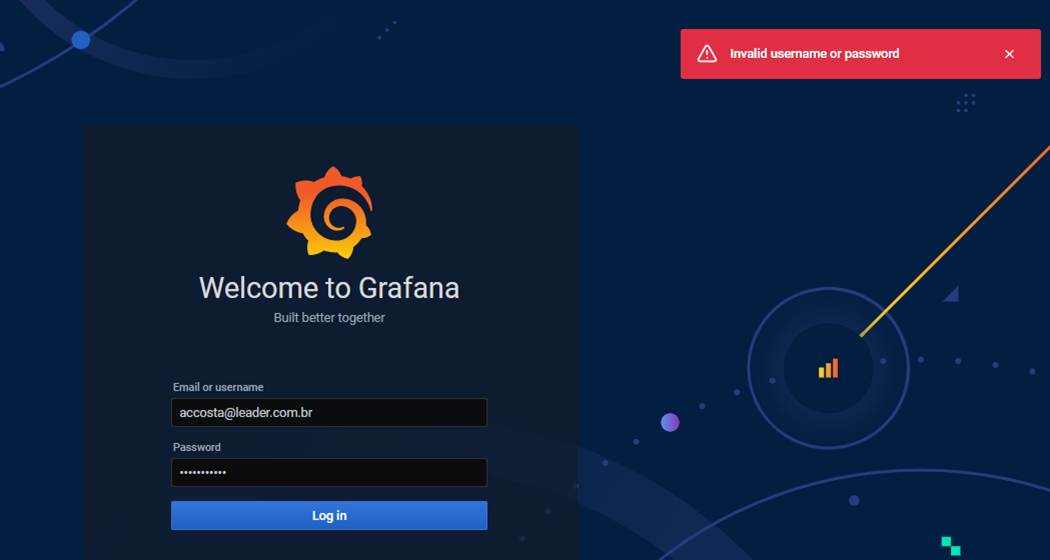 Invalid username or password
Welcome to Grafana
Built better together
Email or username
accosta@leader.com.br
Password
•••••••••••
Log in